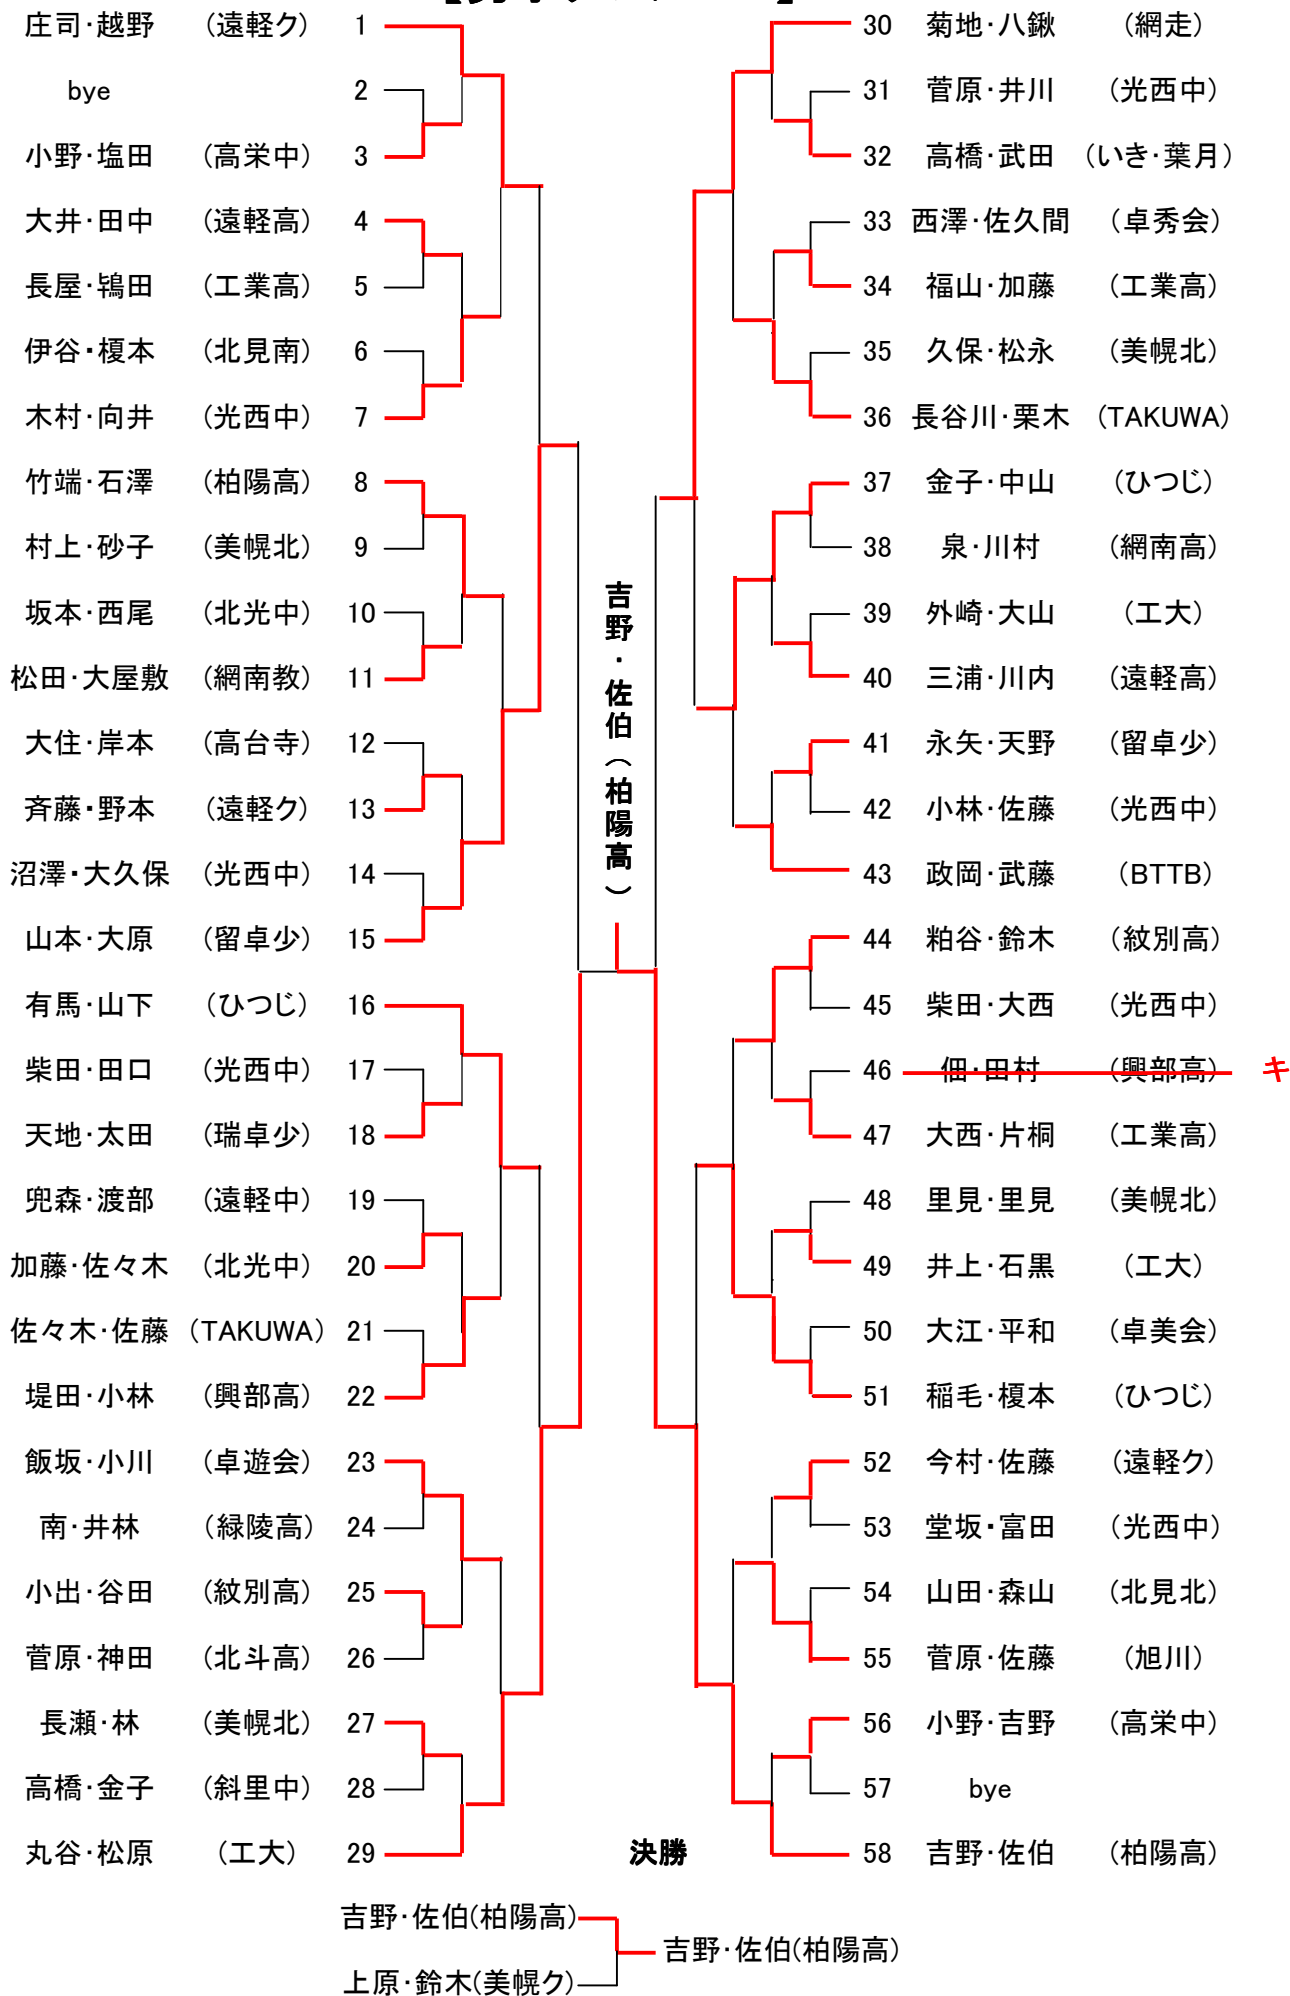 庄司・越野 (遠軽ク) 1
bye 2
小野・塩田 (高栄中) 3
大井・田中 (遠軽高) 4
長屋・鴇田 (工業高) 5
伊谷・榎本 (北見南) 6
木村・向井 (光西中) 7
竹端・石澤 (柏陽高) 8
村上・砂子 (美幌北) 9
坂本・西尾 (北光中) 10
松田・大屋敷 (網南教) 11
大住・岸本 (高台寺) 12
斉藤・野本 (遠軽ク) 13
沼澤・大久保 (光西中) 14
山本・大原 (留卓少) 15
有馬・山下 (ひつじ) 16
柴田・田口 (光西中) 17
天地・太田 (瑞卓少) 18
兜森・渡部 (遠軽中) 19
加藤・佐々木 (北光中) 20
佐々木・佐藤 (TAKUWA) 21
堤田・小林 (興部高) 22
飯坂・小川 (卓遊会) 23
南・井林 (緑陵高) 24
小出・谷田 (紋別高) 25
菅原・神田 (北斗高) 26
長瀬・林 (美幌北) 27
高橋・金子 (斜里中) 28
丸谷・松原 (工大) 29
吉野・佐伯(柏陽高)
30 菊地・八鍬 (網走)
31 菅原・井川 (光西中)
32 高橋・武田 (いき・葉月)
33 西澤・佐久間 (卓秀会)
34 福山・加藤 (工業高)
35 久保・松永 (美幌北)
36 長谷川・栗木 (TAKUWA)
37 金子・中山 (ひつじ)
38 泉・川村 (網南高)
39 外崎・大山 (工大)
40 三浦・川内 (遠軽高)
41 永矢・天野 (留卓少)
42 小林・佐藤 (光西中)
43 政岡・武藤 (BTTB)
44 粕谷・鈴木 (紋別高)
45 柴田・大西 (光西中)
46 佃・田村 (興部高) キ
47 大西・片桐 (工業高)
48 里見・里見 (美幌北)
49 井上・石黒 (工大)
50 大江・平和 (卓美会)
51 稲毛・榎本 (ひつじ)
52 今村・佐藤 (遠軽ク)
53 堂坂・富田 (光西中)
54 山田・森山 (北見北)
55 菅原・佐藤 (旭川)
56 小野・吉野 (高栄中)
57 bye
58 吉野・佐伯 (柏陽高)
決勝
吉野・佐伯(柏陽高)
吉野・佐伯(柏陽高)
上原・鈴木(美幌ク)